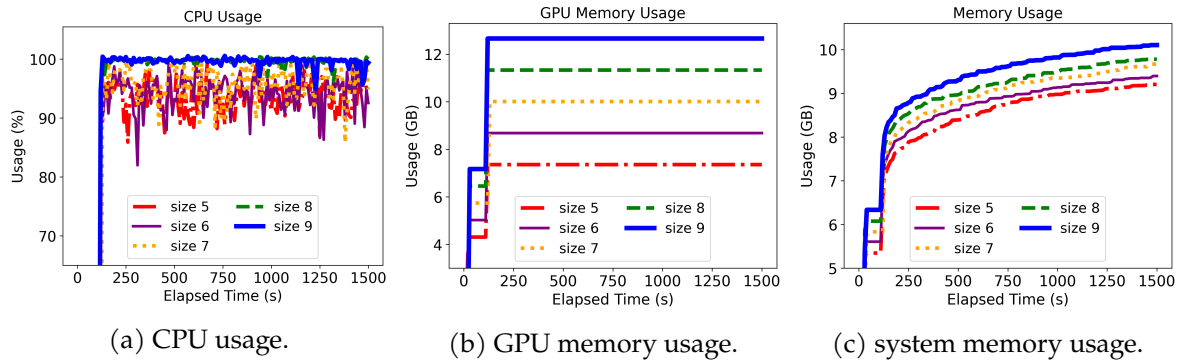 CPU Usage
Usage (%)
100
90
80
70
size 5
size 6
size 7
size 8
size 9
0 250 500 750 1000 1250 1500
Elapsed Time (s)
(a) CPU usage.
GPU Memory Usage
Usage (GB)
12
10
8
6
4
size 5
size 6
size 7
size 8
size 9
0 250 500 750 1000 1250 1500
Elapsed Time (s)
(b) GPU memory usage.
Memory Usage
Usage (GB)
10
9
8
7
6
5
size 5
size 6
size 7
size 8
size 9
0 250 500 750 1000 1250 1500
Elapsed Time (s)
(c) system memory usage.